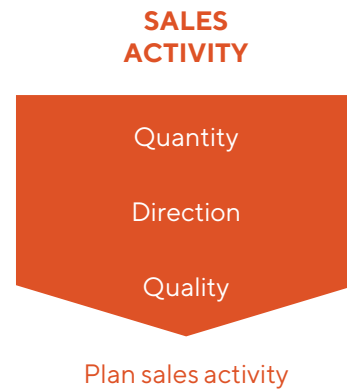 SALES
ACTIVITY
Quantity
Direction
Quality
Plan sales activity